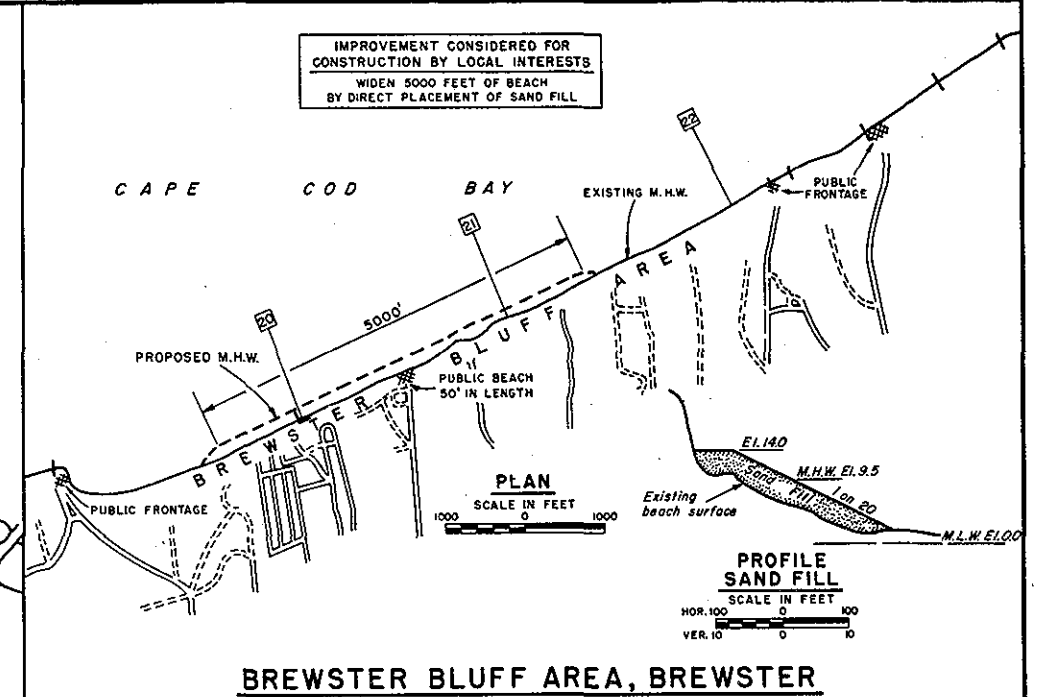 IMPROVEMENT CONSIDERED FOR
CONSTRUCTION BY LOCAL INTERESTS
WIDEN 5000 FEET OF BEACH
BY DIRECT PLACEMENT OF SAND FILL
22
CAPE COD BAY
EXISTING M.H.W.
PUBLIC
FRONTAGE
21
5000'
20
PROPOSED M.H.W.
BREWSTER BLUFF AREA
PUBLIC BEACH
50' IN LENGTH
PUBLIC FRONTAGE
PLAN
SCALE IN FEET
1000 0 1000
El. 14.0
M.H.W. El. 9.5
Sand Fill
1 on 20
Existing
beach surface
M.L.W. El. 0.0
PROFILE
SAND FILL
SCALE IN FEET
HOR. 100 0 100
VER. 10 0 10
BREWSTER BLUFF AREA, BREWSTER